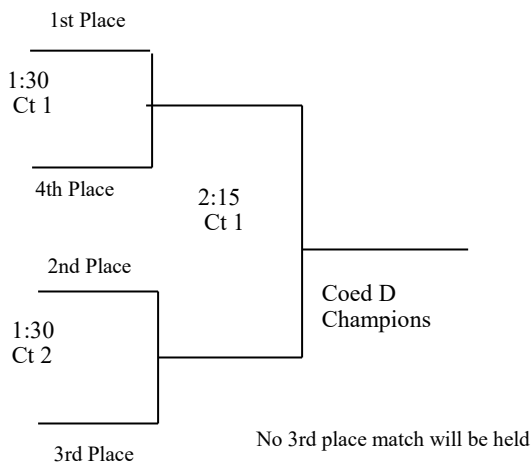 1st Place
1:30
Ct 1
4th Place
2:15
Ct 1
2nd Place
1:30
Ct 2
3rd Place
Coed D
Champions
No 3rd place match will be held